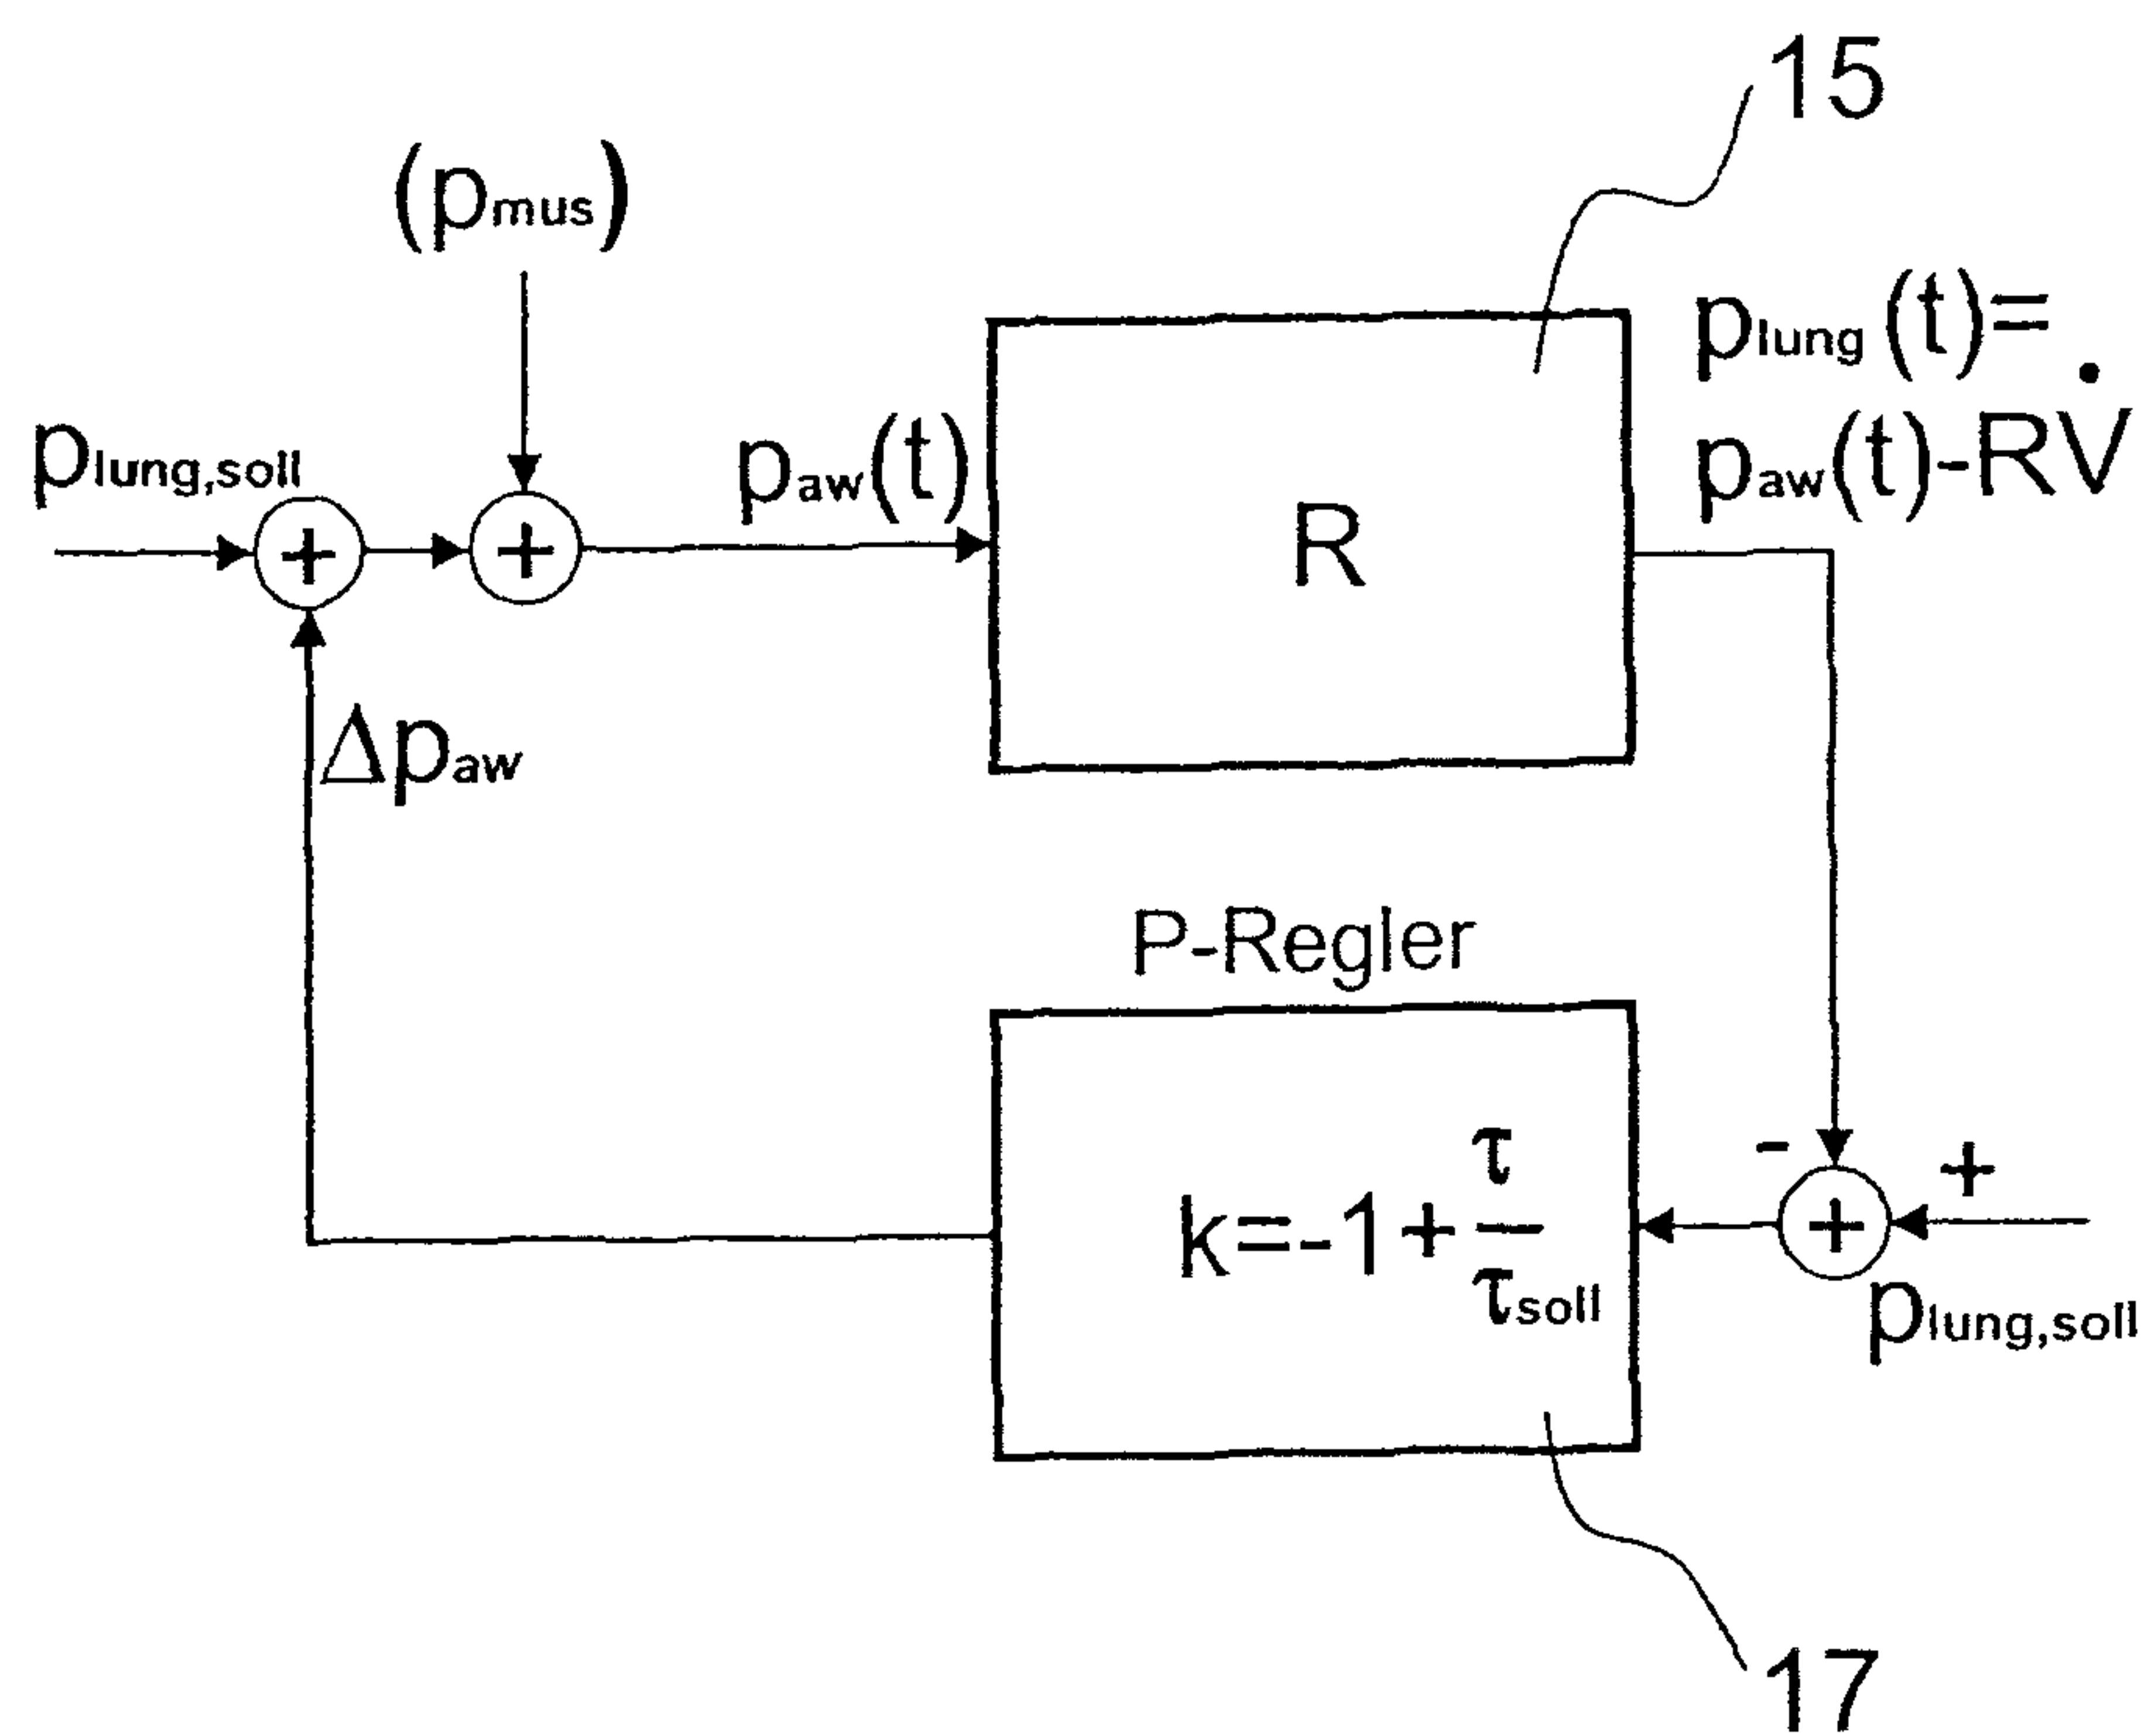 15
(pmus)
plung(t)=
paw(t)-RV̇
plung,soll
paw(t)
+
+
R
Δpaw
P-Regler
k=-1+τ/τsoll
-
+
+
plung,soll
17